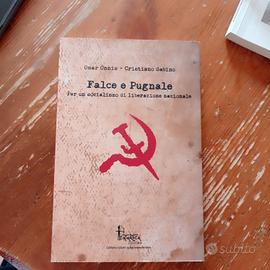 Omar Onnis - Cristiano Sabino
Falce e Pugnale
Per un socialismo di liberazione nazionale
subito